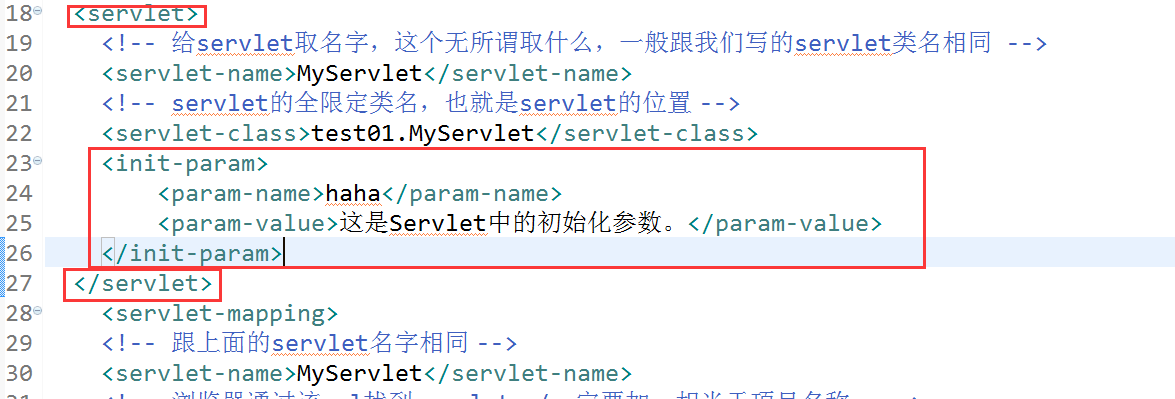 18 <servlet>
19 <!-- 给servlet取名字，这个无所谓取什么，一般跟我们写的servlet类名相同 -->
20 <servlet-name>MyServlet</servlet-name>
21 <!-- servlet的全限定类名，也就是servlet的位置 -->
22 <servlet-class>test01.MyServlet</servlet-class>
23 <init-param>
24 <param-name>haha</param-name>
25 <param-value>这是Servlet中的初始化参数。</param-value>
26 </init-param>
27 </servlet>
28 <servlet-mapping>
29 <!-- 跟上面的servlet名字相同 -->
30 <servlet-name>MyServlet</servlet-name>